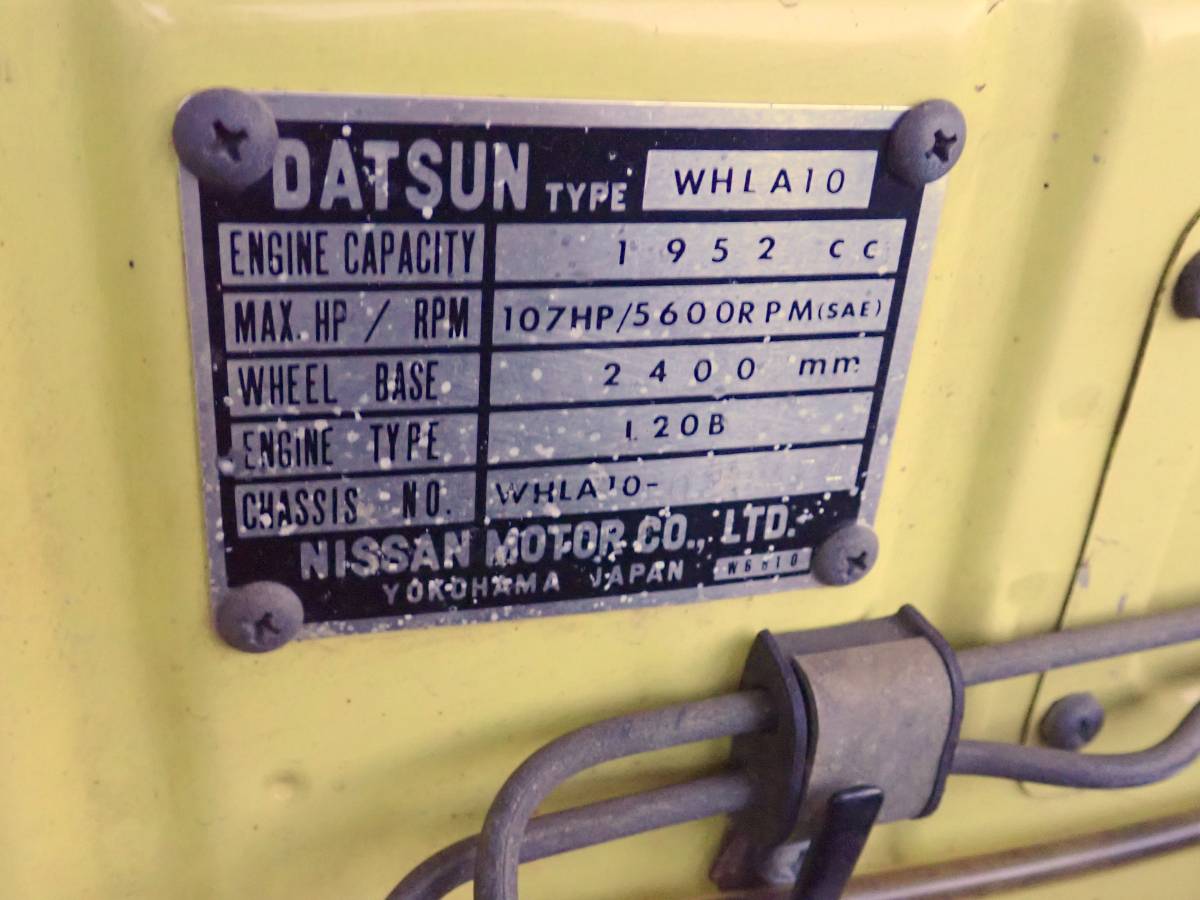 DATSUN TYPE WHLA10
ENGINE CAPACITY 1952 cc
MAX. HP / RPM 107HP/5600RPM(SAE)
WHEEL BASE 2400 mm
ENGINE TYPE L20B
CHASSIS NO. WHLA10-
NISSAN MOTOR CO., LTD.
YOKOHAMA JAPAN